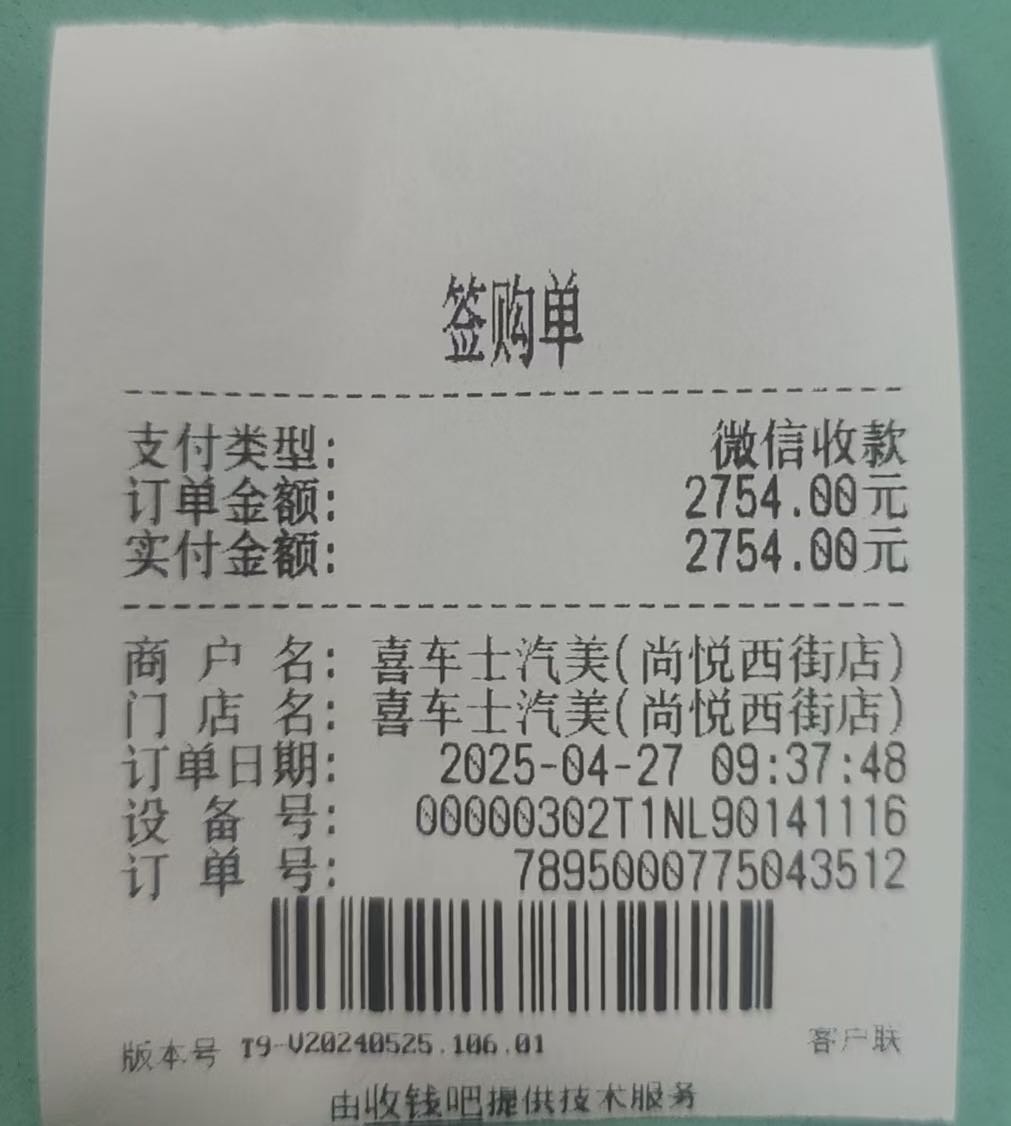 签购单
支付类型: 微信收款
订单金额: 2754.00元
实付金额: 2754.00元
商户名: 喜车士汽美(尚悦西街店)
门店名: 喜车士汽美(尚悦西街店)
订单日期: 2025-04-27 09:37:48
设备号: 00000302T1NL90141116
订单号: 7895000775043512
版本号 T9-V20240525.106.01 客户联
由收钱吧提供技术服务